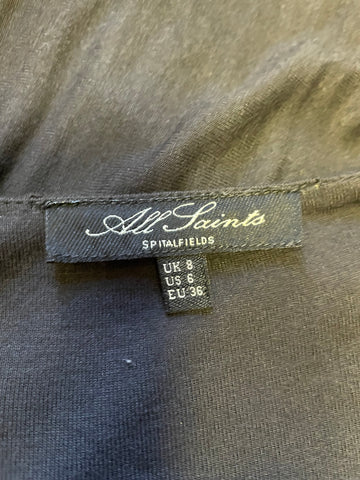 All Saints
SPITALFIELDS
UK 8
US 6
EU 36